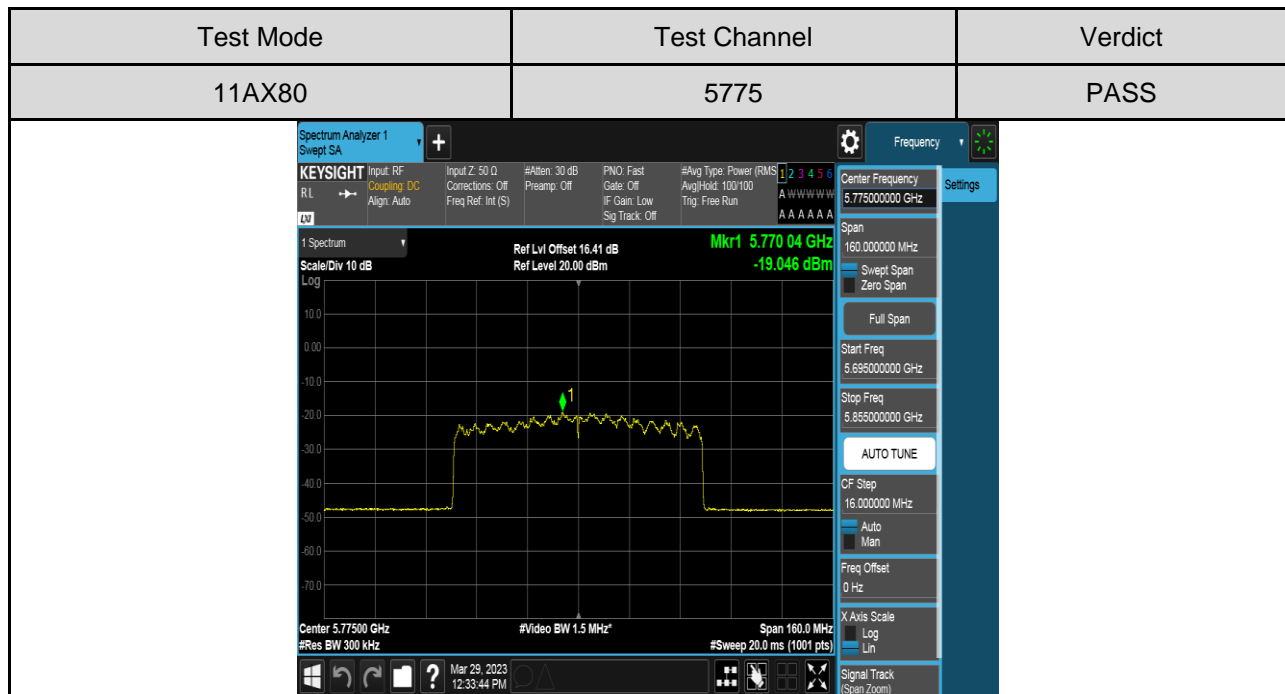 Test Mode Test Channel Verdict
11AX80 5775 PASS
Spectrum Analyzer 1
Swept SA
+
Frequency
KEYSIGHT
RL
LXI
Input: RF
Coupling: DC
Align: Auto
Input Z: 50 Ω
Corrections: Off
Freq Ref: Int (S)
#Atten: 30 dB
Preamp: Off
PNO: Fast
Gate: Off
IF Gain: Low
Sig Track: Off
#Avg Type: Power (RMS
Avg|Hold: 100/100
Trig: Free Run
1 2 3 4 5 6
A W W W W W
A A A A A A
1 Spectrum
Scale/Div 10 dB
Ref Lvl Offset 16.41 dB
Ref Level 20.00 dBm
Mkr1 5.770 04 GHz
-19.046 dBm
Log
10.0
0.00
-10.0
-20.0
-30.0
-40.0
-50.0
-60.0
-70.0
1
Center 5.77500 GHz
#Res BW 300 kHz
#Video BW 1.5 MHz*
Span 160.0 MHz
#Sweep 20.0 ms (1001 pts)
?
Mar 29, 2023
12:33:44 PM
Center Frequency
5.775000000 GHz
Span
160.000000 MHz
Swept Span
Zero Span
Full Span
Start Freq
5.695000000 GHz
Stop Freq
5.855000000 GHz
AUTO TUNE
CF Step
16.000000 MHz
Auto
Man
Freq Offset
0 Hz
X Axis Scale
Log
Lin
Signal Track
(Span Zoom)
Settings